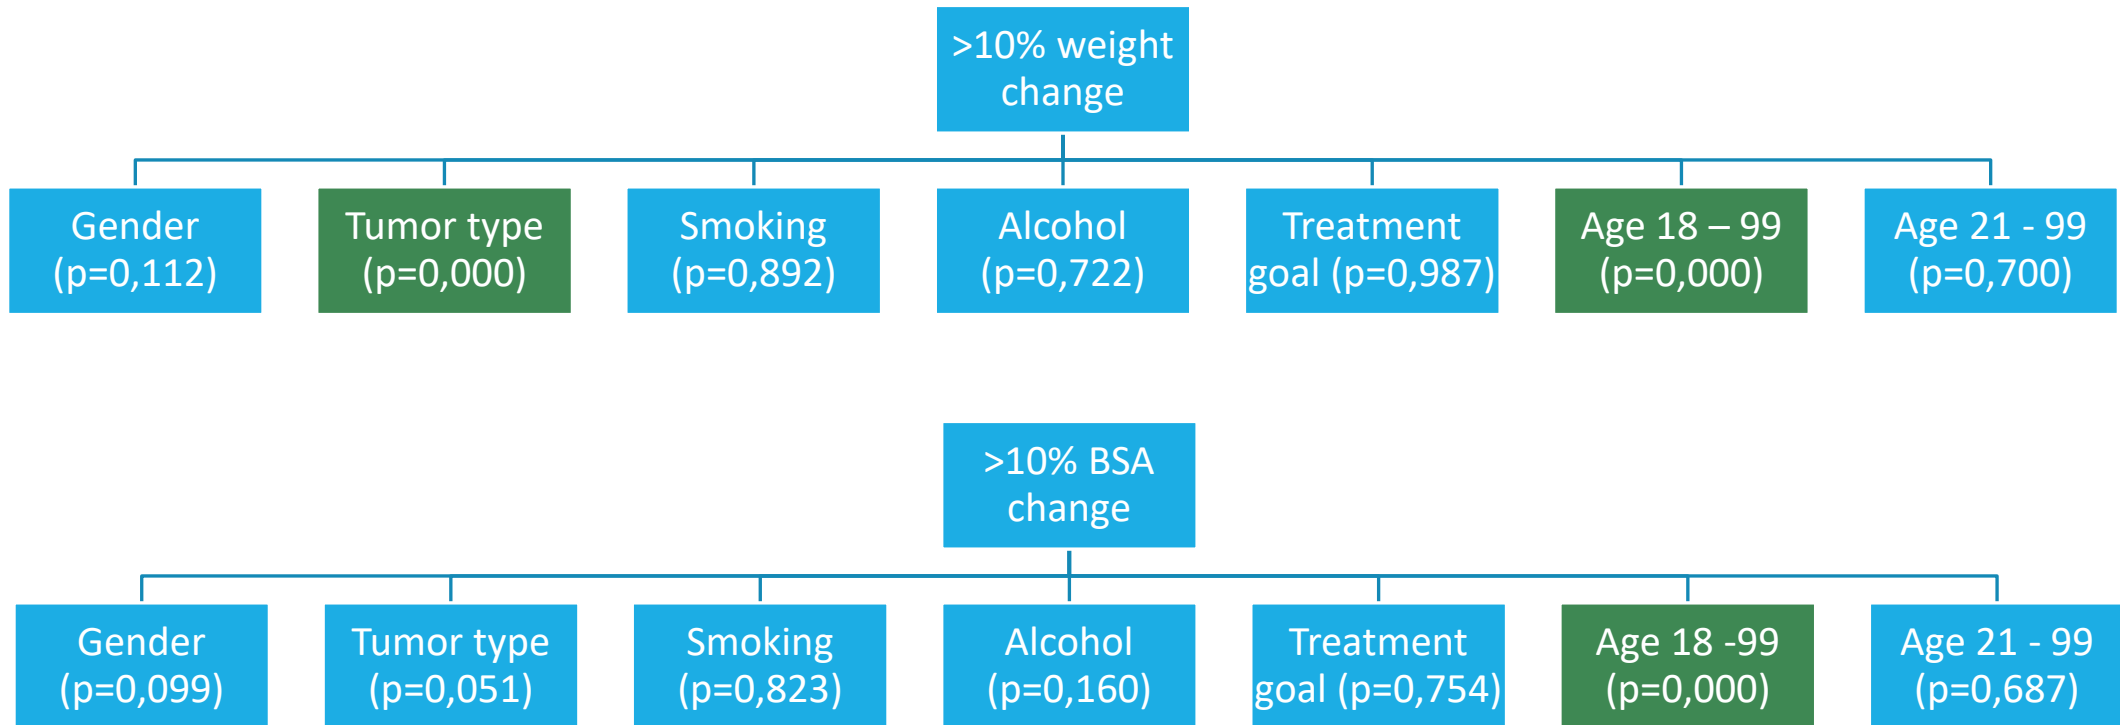 >10% weight
change
Gender
(p=0,112)
Tumor type
(p=0,000)
Smoking
(p=0,892)
Alcohol
(p=0,722)
Treatment
goal (p=0,987)
Age 18 – 99
(p=0,000)
Age 21 - 99
(p=0,700)
>10% BSA
change
Gender
(p=0,099)
Tumor type
(p=0,051)
Smoking
(p=0,823)
Alcohol
(p=0,160)
Treatment
goal (p=0,754)
Age 18 -99
(p=0,000)
Age 21 - 99
(p=0,687)